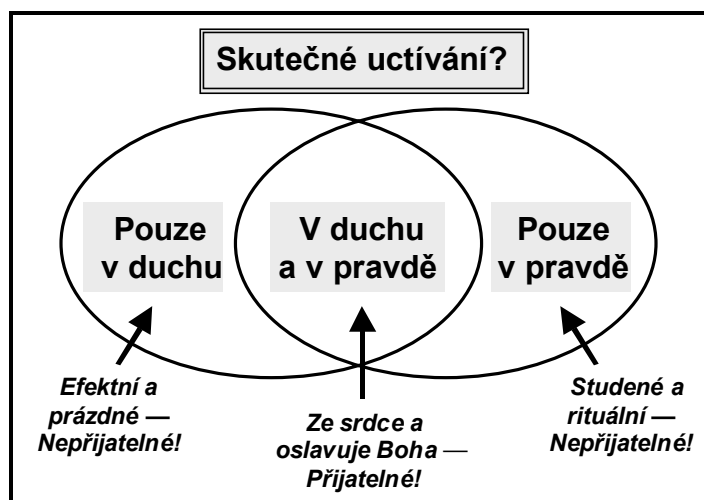 Skutečné uctívání?
Pouze
v duchu
V duchu
a v pravdě
Pouze
v pravdě
Efektní a
prázdné —
Nepřijatelné!
Ze srdce a
oslavuje Boha —
Přijatelné!
Studené a
rituální —
Nepřijatelné!